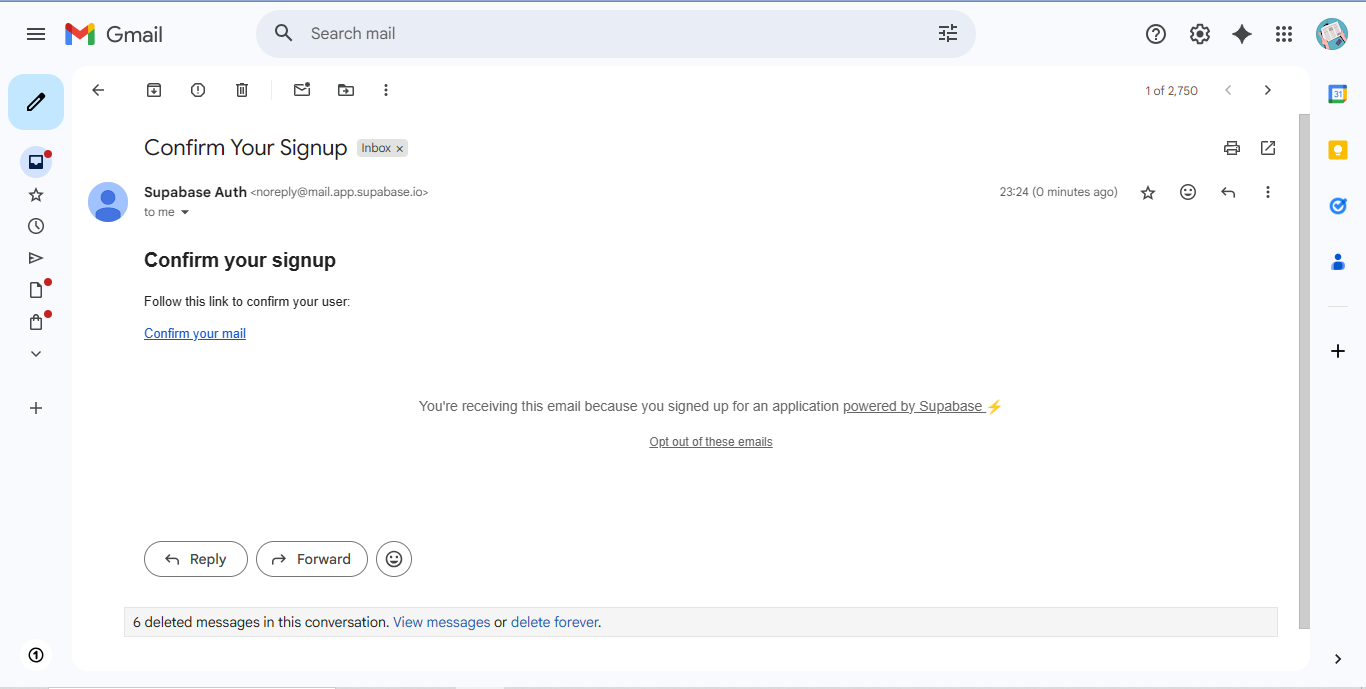 Gmail
Search mail
1 of 2,750
31
Confirm Your Signup Inbox ×
Supabase Auth <noreply@mail.app.supabase.io>
23:24 (0 minutes ago)
to me
Confirm your signup
Follow this link to confirm your user:
Confirm your mail
You're receiving this email because you signed up for an application powered by Supabase ⚡
Opt out of these emails
Reply
Forward
6 deleted messages in this conversation. View messages or delete forever.